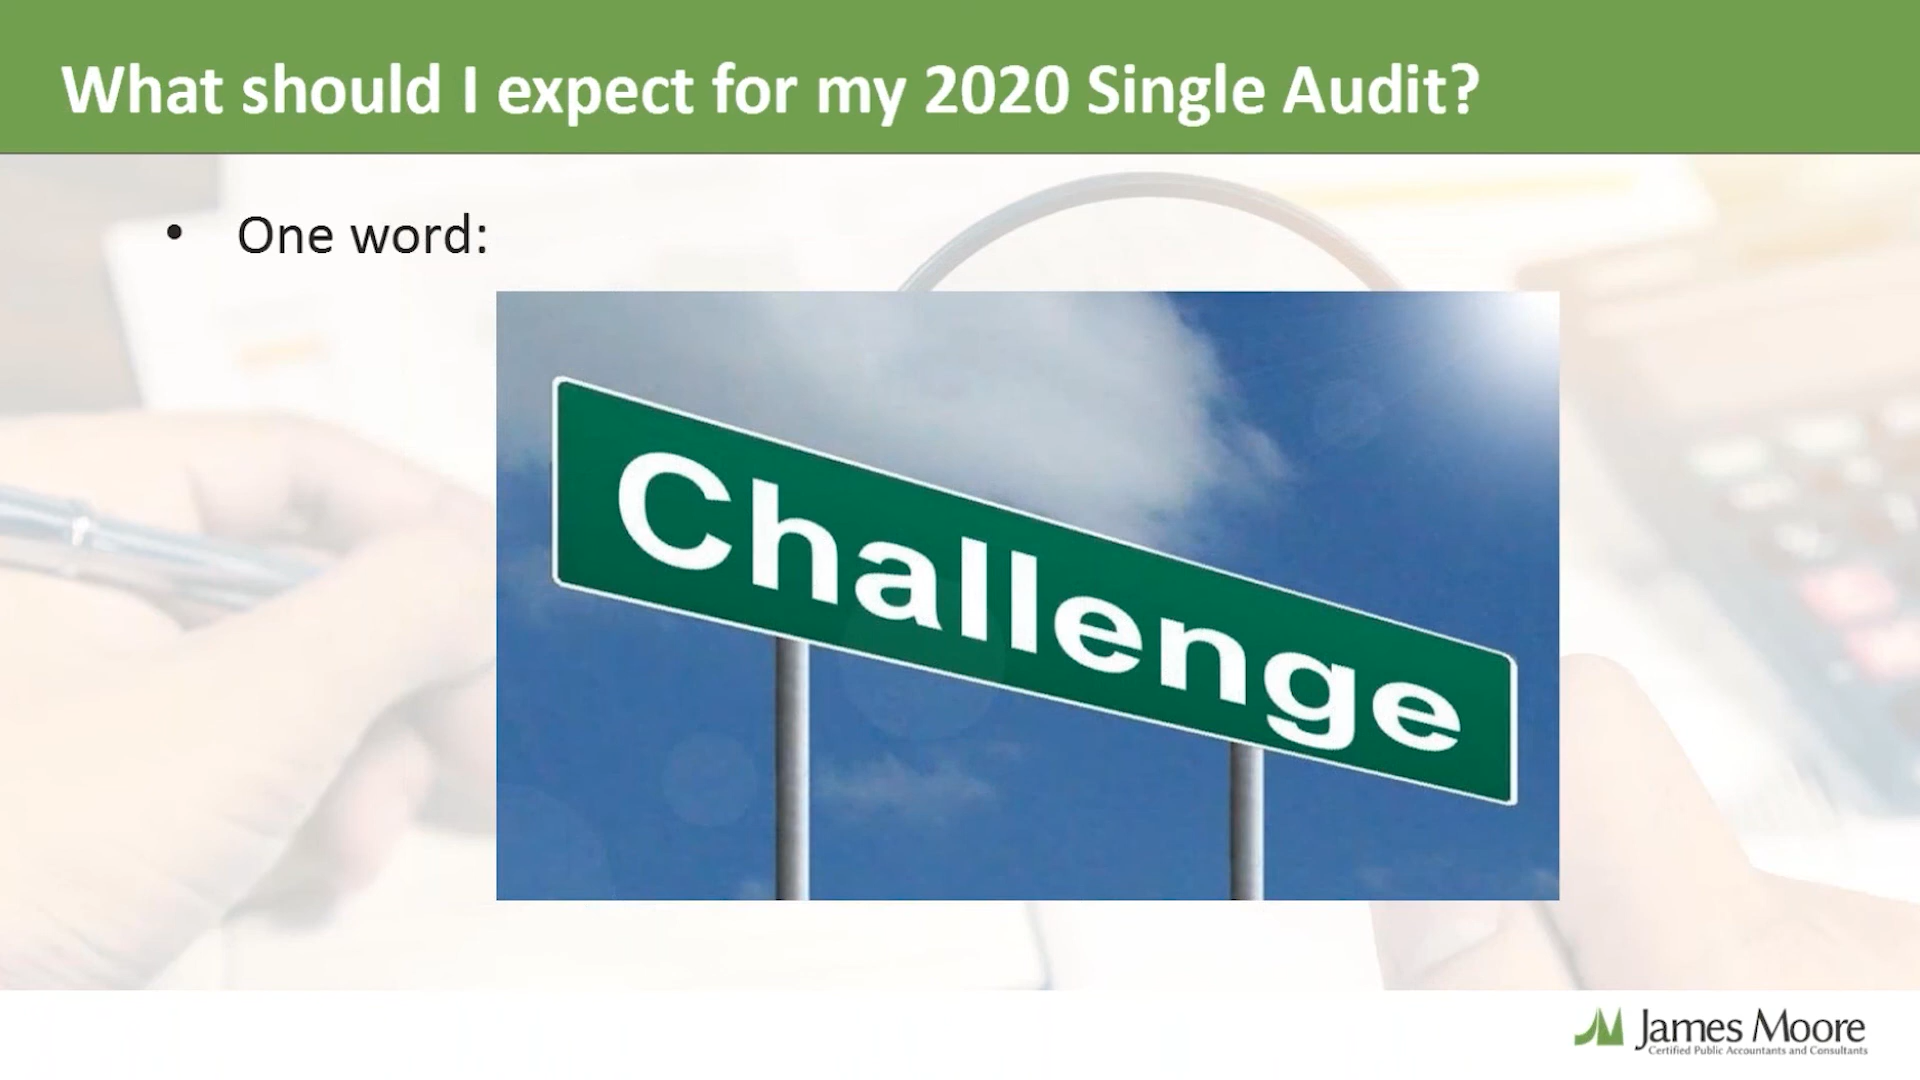 What should I expect for my 2020 Single Audit?
• One word:
Challenge
James Moore
Certified Public Accountants and Consultants